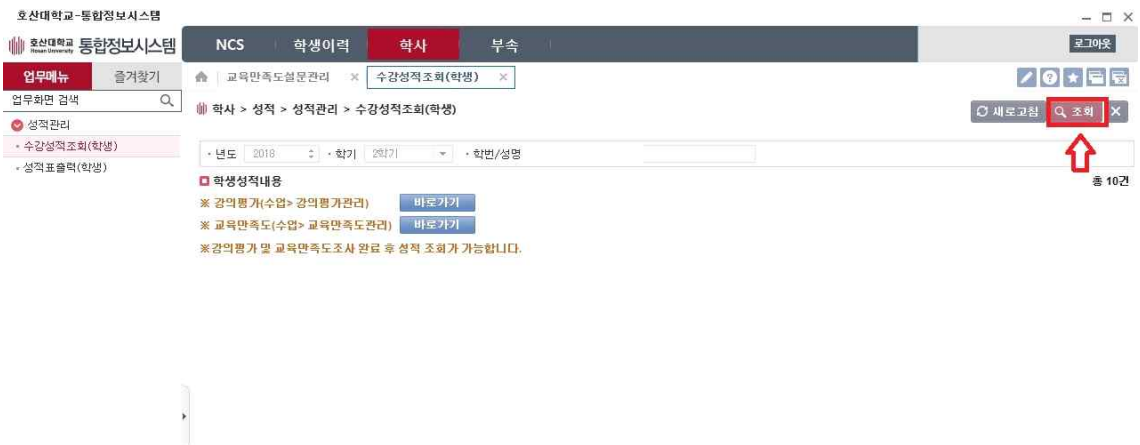 호산대학교-통합정보시스템
호산대학교 Hosan University 통합정보시스템 NCS 학생이력 학사 부속 로그아웃
업무메뉴 즐겨찾기 교육만족도설문관리 × 수강성적조회(학생) ×
업무화면 검색
학사 > 성적 > 성적관리 > 수강성적조회(학생) 새로고침 조회 X
성적관리
수강성적조회(학생)
성적표출력(학생)
· 년도 2018 · 학기 2학기 · 학번/성명
학생성적내용 총 10건
※ 강의평가(수업> 강의평가관리) 바로가기
※ 교육만족도(수업> 교육만족도관리) 바로가기
※강의평가 및 교육만족도조사 완료 후 성적 조회가 가능합니다.